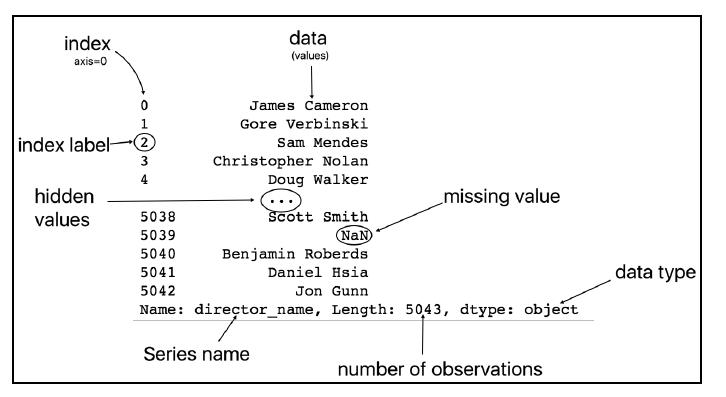 index
axis=0
data
(values)
0 James Cameron
1 Gore Verbinski
index label
2 Sam Mendes
3 Christopher Nolan
4 Doug Walker
hidden
values
...
missing value
5038 Scott Smith
5039 NaN
5040 Benjamin Roberds
5041 Daniel Hsia
5042 Jon Gunn
data type
Name: director_name, Length: 5043, dtype: object
Series name
number of observations